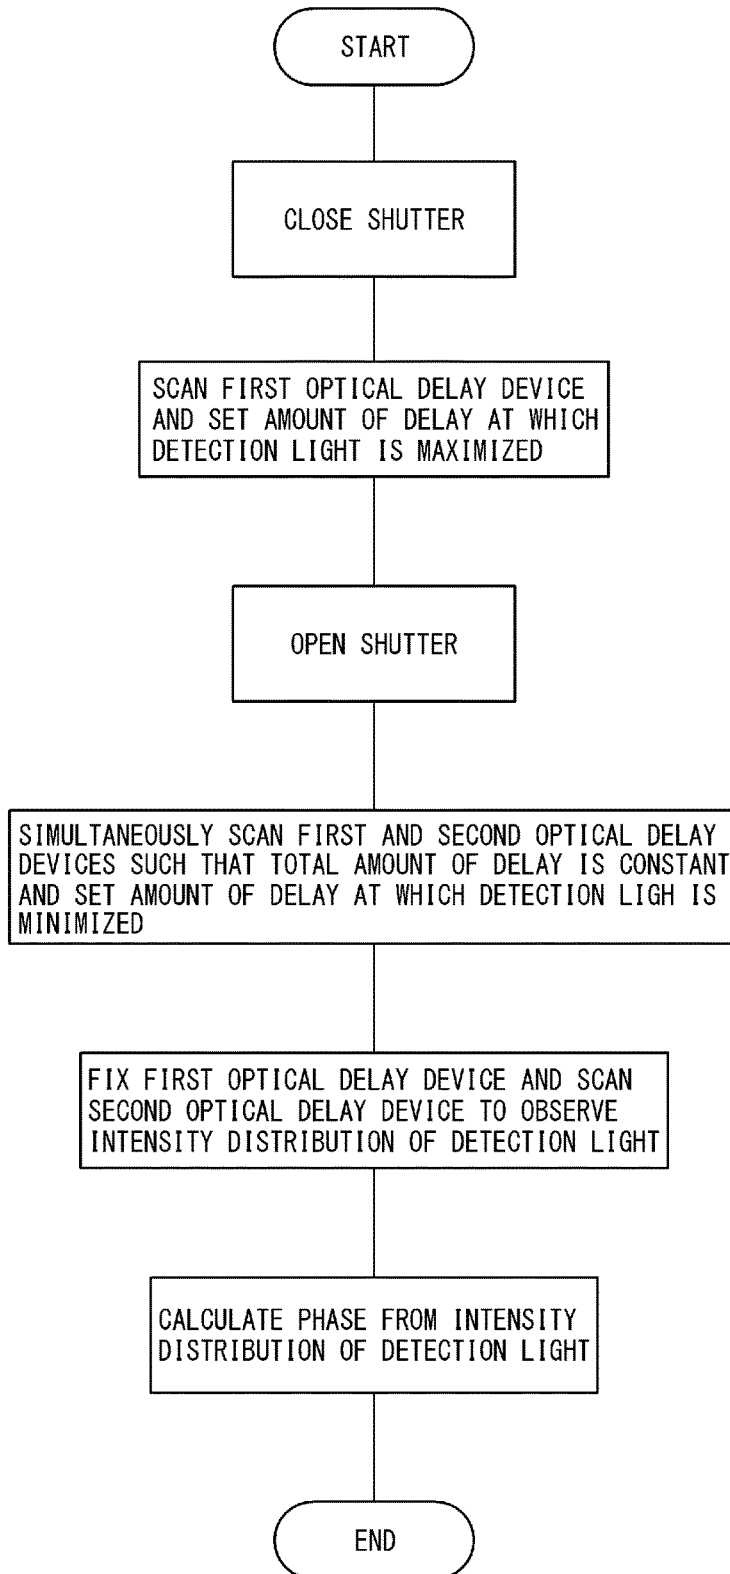 START
CLOSE SHUTTER
SCAN FIRST OPTICAL DELAY DEVICE
AND SET AMOUNT OF DELAY AT WHICH
DETECTION LIGHT IS MAXIMIZED
OPEN SHUTTER
SIMULTANEOUSLY SCAN FIRST AND SECOND OPTICAL DELAY
DEVICES SUCH THAT TOTAL AMOUNT OF DELAY IS CONSTANT
AND SET AMOUNT OF DELAY AT WHICH DETECTION LIGH IS
MINIMIZED
FIX FIRST OPTICAL DELAY DEVICE AND SCAN
SECOND OPTICAL DELAY DEVICE TO OBSERVE
INTENSITY DISTRIBUTION OF DETECTION LIGHT
CALCULATE PHASE FROM INTENSITY
DISTRIBUTION OF DETECTION LIGHT
END